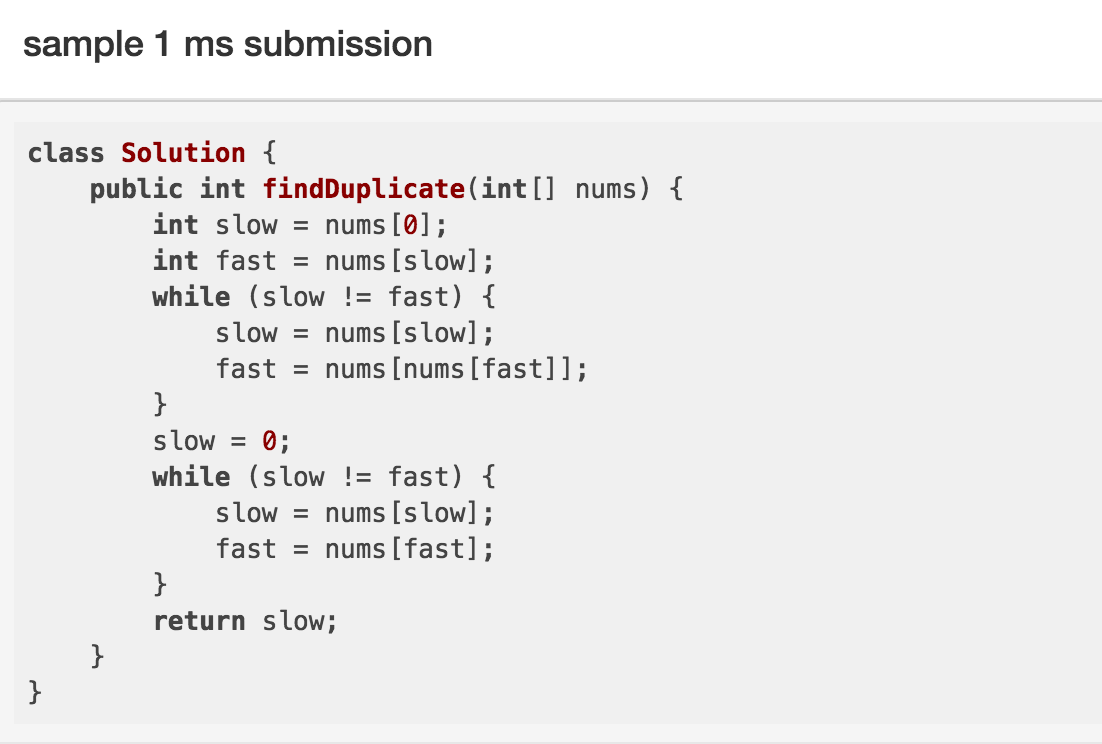 sample 1 ms submission
class Solution {
    public int findDuplicate(int[] nums) {
        int slow = nums[0];
        int fast = nums[slow];
        while (slow != fast) {
            slow = nums[slow];
            fast = nums[nums[fast]];
        }
        slow = 0;
        while (slow != fast) {
            slow = nums[slow];
            fast = nums[fast];
        }
        return slow;
    }
}